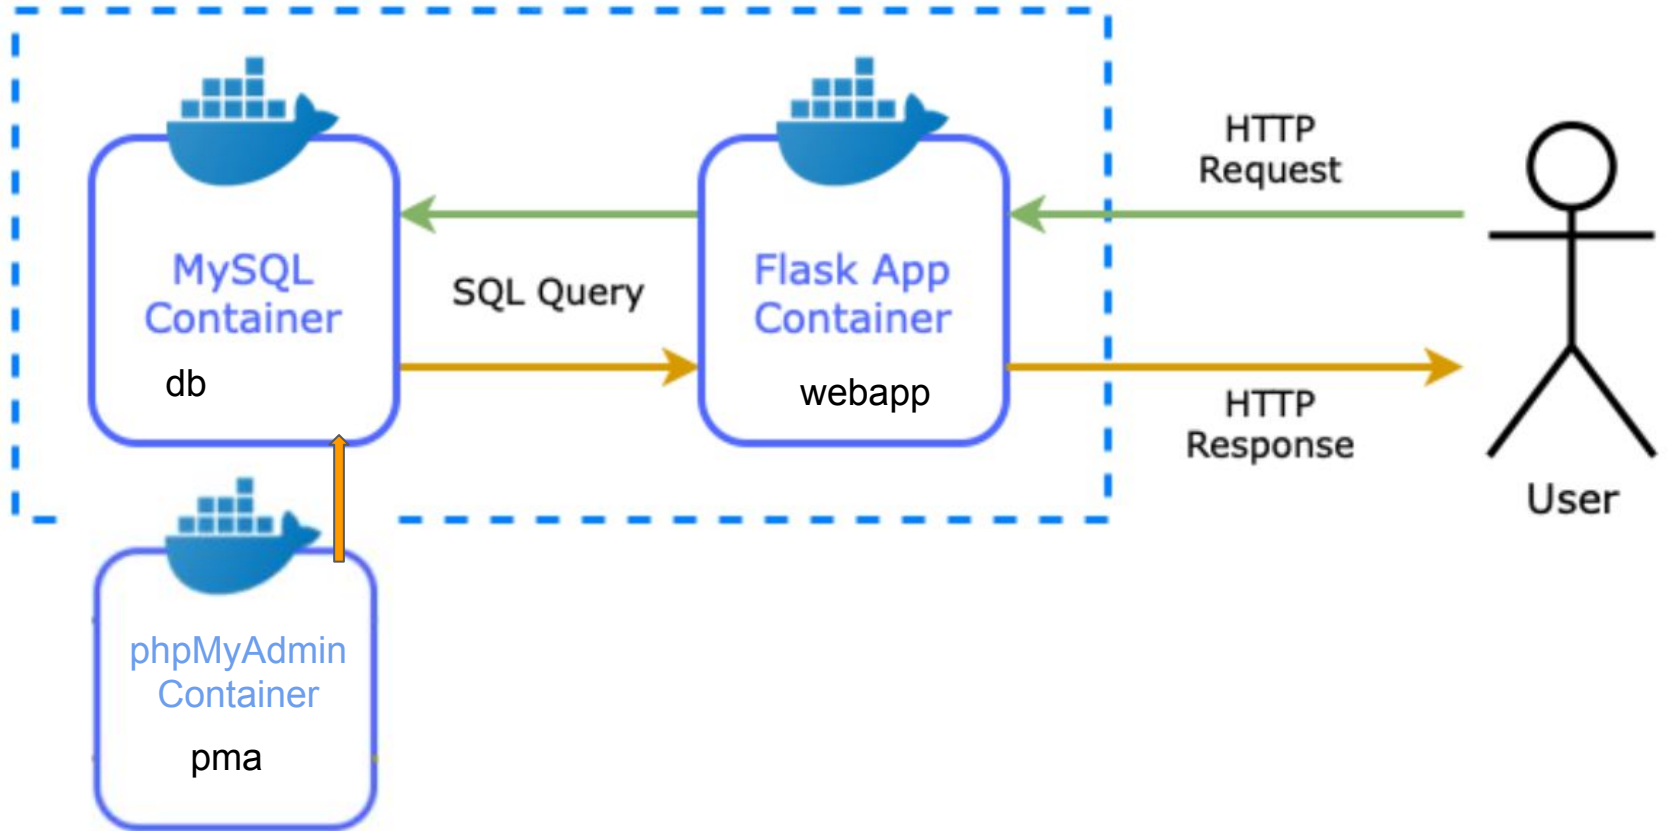 HTTP
Request
MySQL
Container
db
SQL Query
Flask App
Container
webapp
HTTP
Response
User
phpMyAdmin
Container
pma